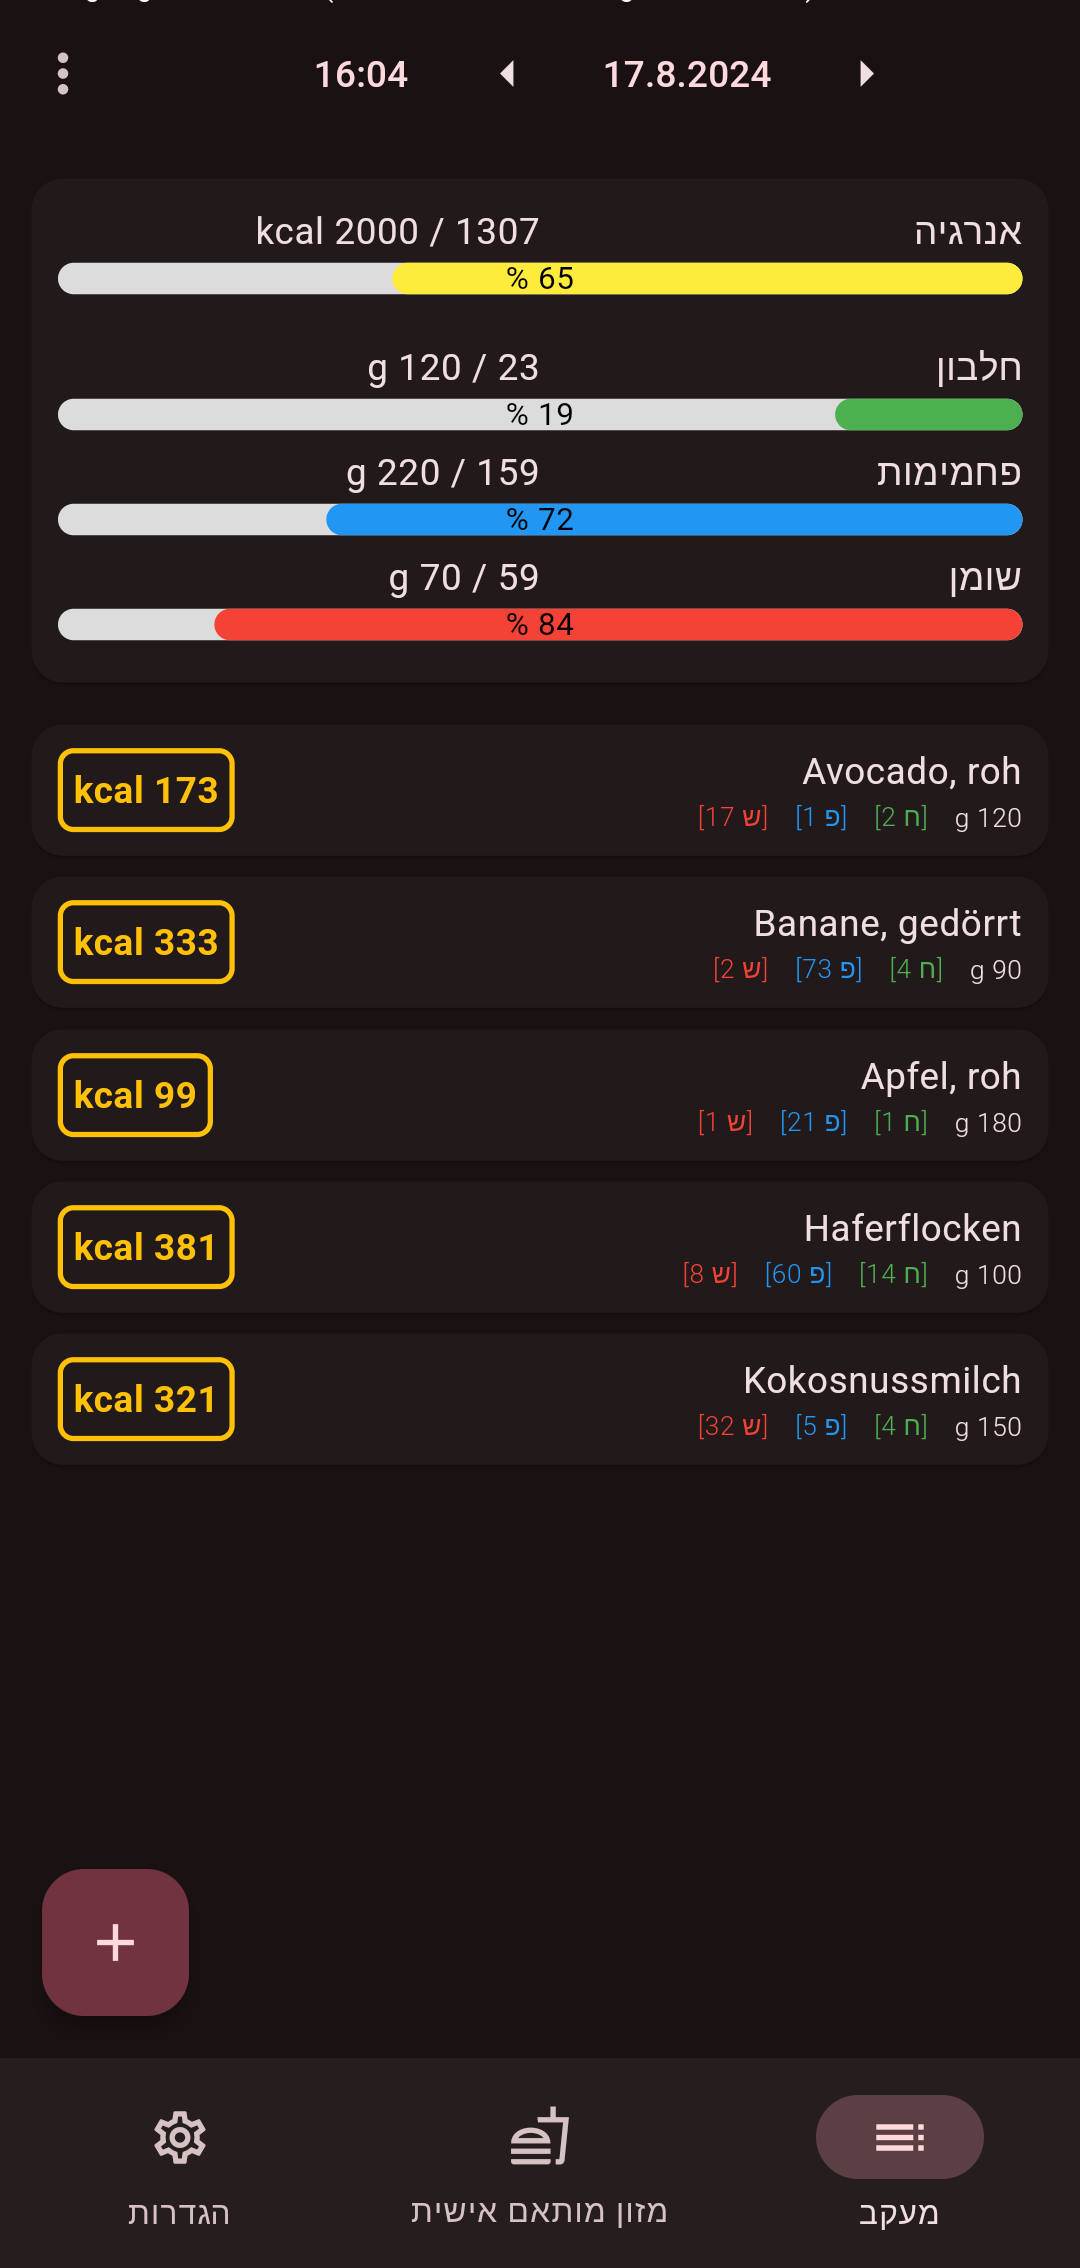 16:04 17.8.2024
אנרגיה 1307 / 2000 kcal
65 %
חלבון 23 / 120 g
19 %
פחמימות 159 / 220 g
72 %
שומן 59 / 70 g
84 %
Avocado, roh
120 g [ח 2] [פ 1] [ש 17]
173 kcal
Banane, gedörrt
90 g [ח 4] [פ 73] [ש 2]
333 kcal
Apfel, roh
180 g [ח 1] [פ 21] [ש 1]
99 kcal
Haferflocken
100 g [ח 14] [פ 60] [ש 8]
381 kcal
Kokosnussmilch
150 g [ח 4] [פ 5] [ש 32]
321 kcal
מעקב
מזון מותאם אישית
הגדרות